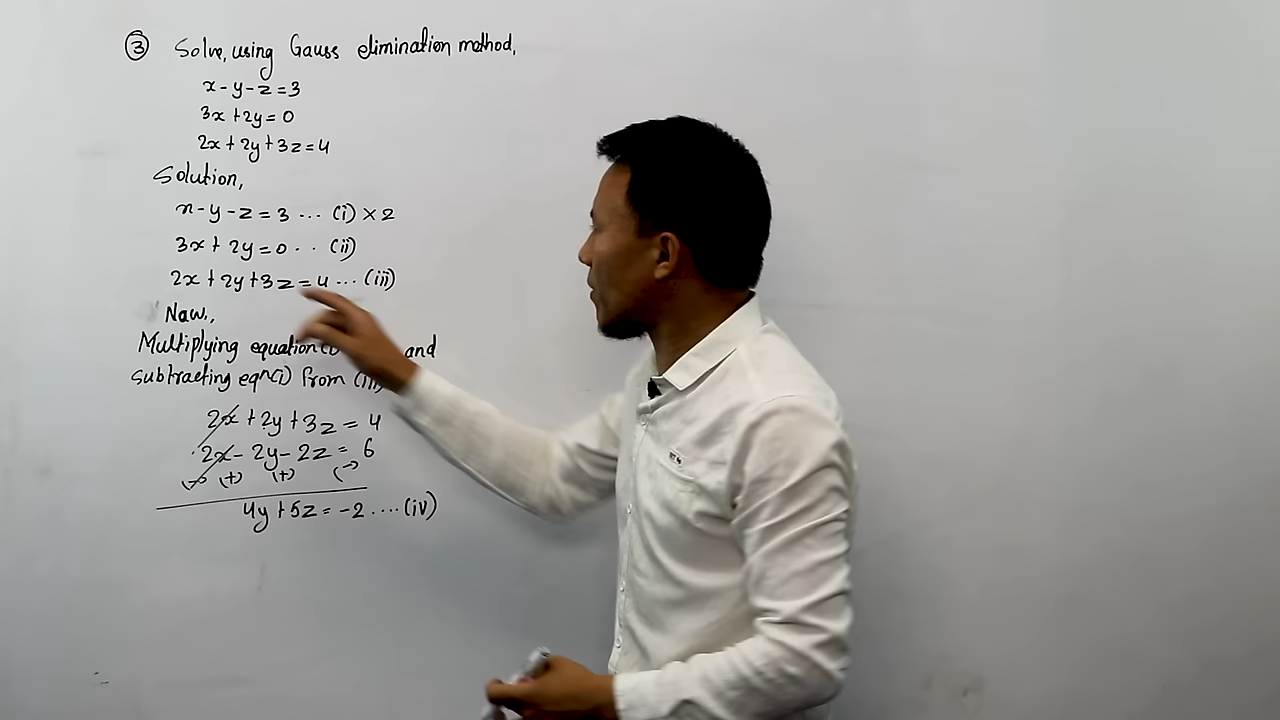 ③ Solve, using Gauss elimination method,
x - y - z = 3
3x + 2y = 0
2x + 2y + 3z = 4
Solution,
x - y - z = 3 ... (i) × 2
3x + 2y = 0 .. (ii)
2x + 2y + 3z = 4 ... (iii)
Now.,
Multiplying equation and
subtracting eqn(i) from (iii
2x + 2y + 3z = 4
2x - 2y - 2z = 6
(-) (+) (+) (-)
4y + 5z = -2 .... (iv)